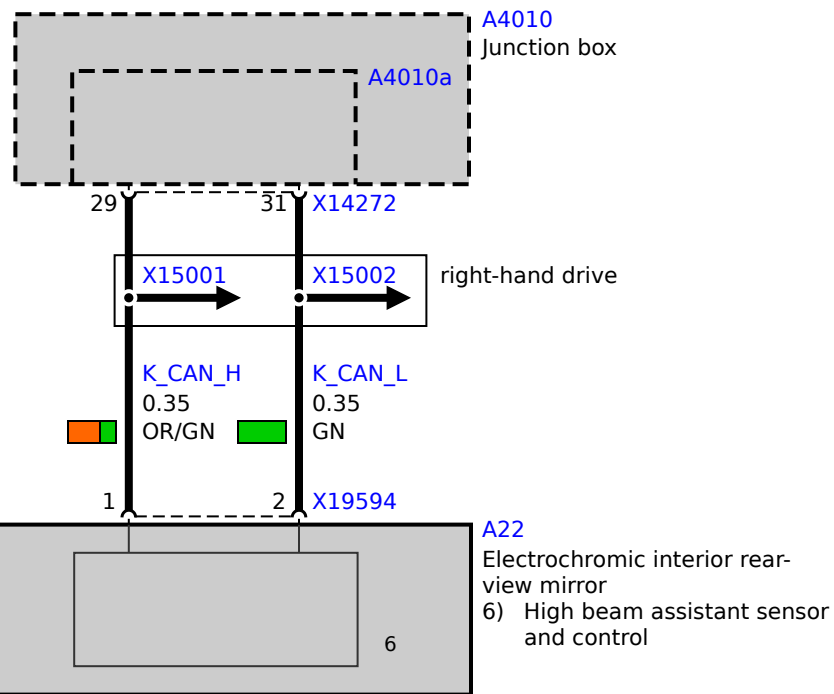 A4010
Junction box
A4010a
29
31
X14272
X15001
X15002
right-hand drive
K_CAN_H
K_CAN_L
0.35
0.35
OR/GN
GN
1
2
X19594
A22
Electrochromic interior rear-
view mirror
6) High beam assistant sensor
and control
6